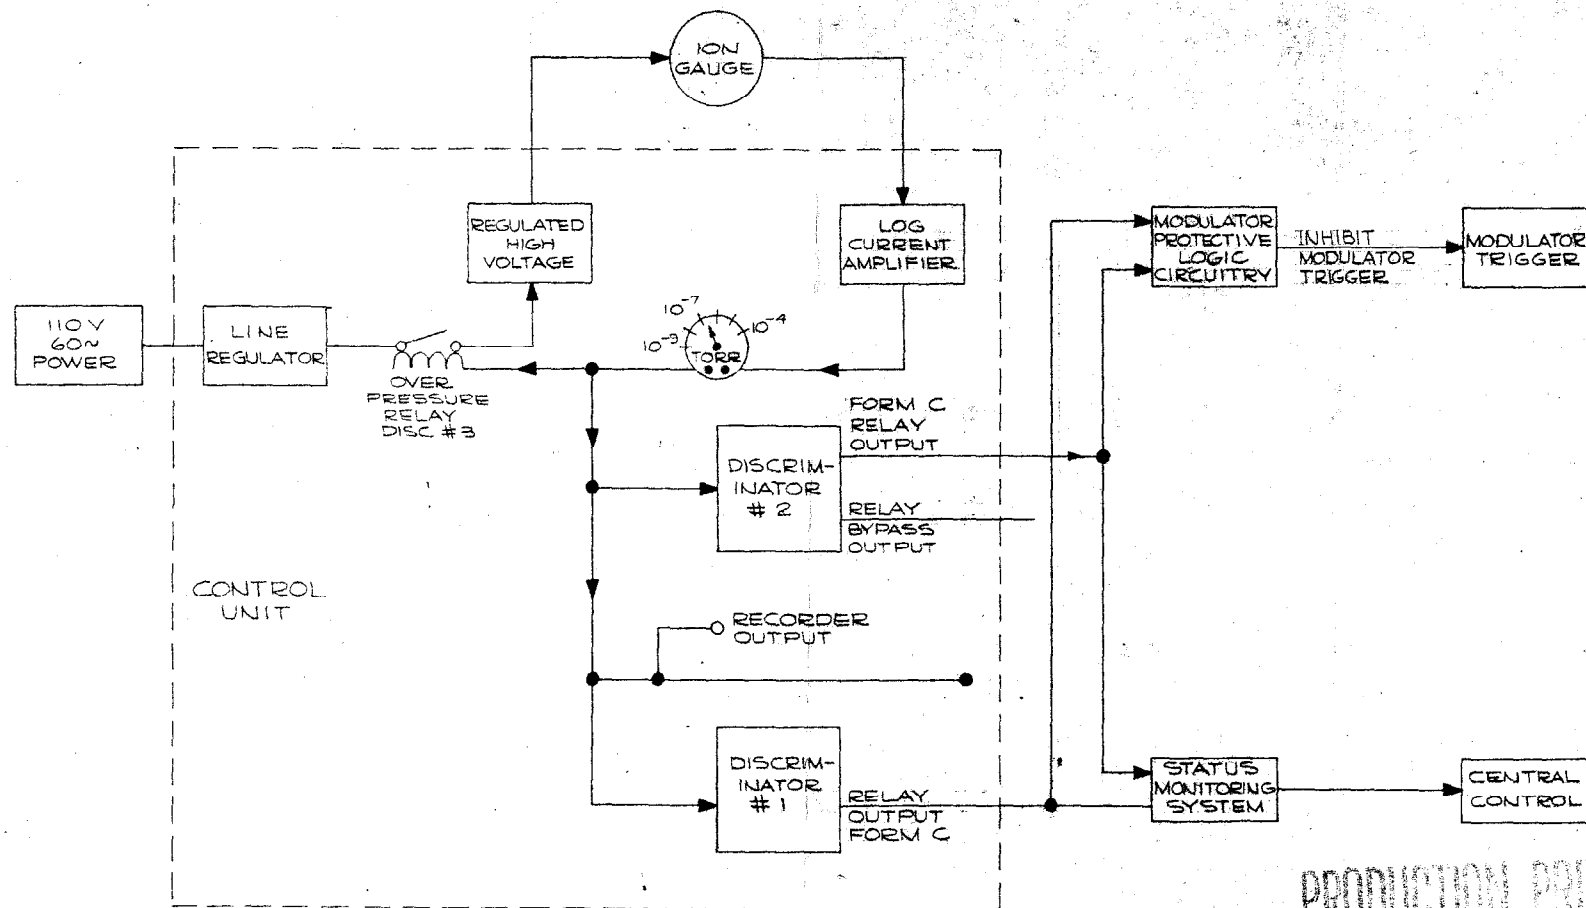 ION
GAUGE
REGULATED
HIGH
VOLTAGE
LOG
CURRENT
AMPLIFIER
MODULATOR
PROTECTIVE
LOGIC
CIRCUITRY
INHIBIT
MODULATOR
TRIGGER
MODULATOR
TRIGGER
110 V
60~
POWER
LINE
REGULATOR
OVER
PRESSURE
RELAY
DISC #3
10⁻⁹
10⁻⁷
10⁻⁴
TORR
FORM C
RELAY
OUTPUT
DISCRIM-
INATOR
# 2
RELAY
BYPASS
OUTPUT
CONTROL
UNIT
RECORDER
OUTPUT
DISCRIM-
INATOR
# 1
RELAY
OUTPUT
FORM C
STATUS
MONITORING
SYSTEM
CENTRAL
CONTROL
PRODUCTION